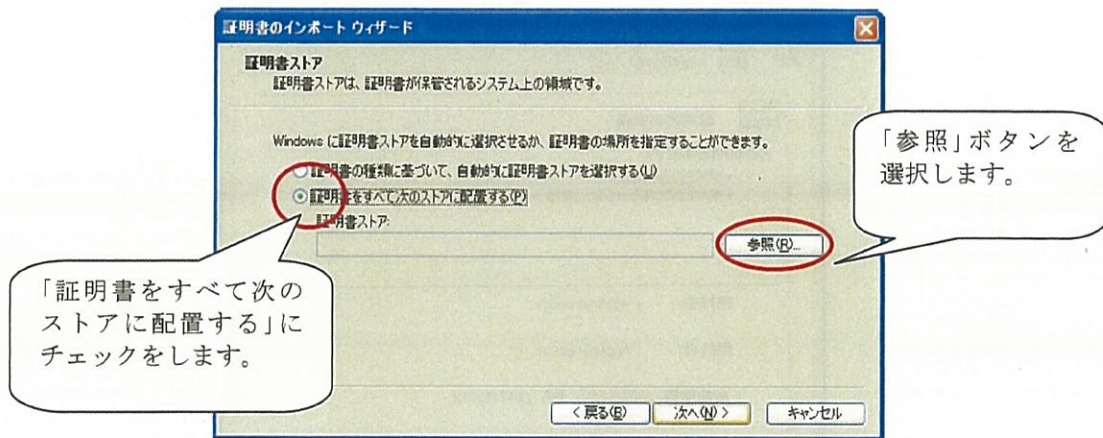 証明書のインポート ウィザード
証明書ストア
証明書ストアは、証明書が保管されるシステム上の領域です。
Windows に証明書ストアを自動的に選択させるか、証明書の場所を指定することができます。
証明書の種類に基づいて、自動的に証明書ストアを選択する(U)
証明書をすべて次のストアに配置する(P)
証明書ストア:
参照(R)...
「参照」ボタンを
選択します。
「証明書をすべて次の
ストアに配置する」に
チェックをします。
< 戻る(B)
次へ(N) >
キャンセル